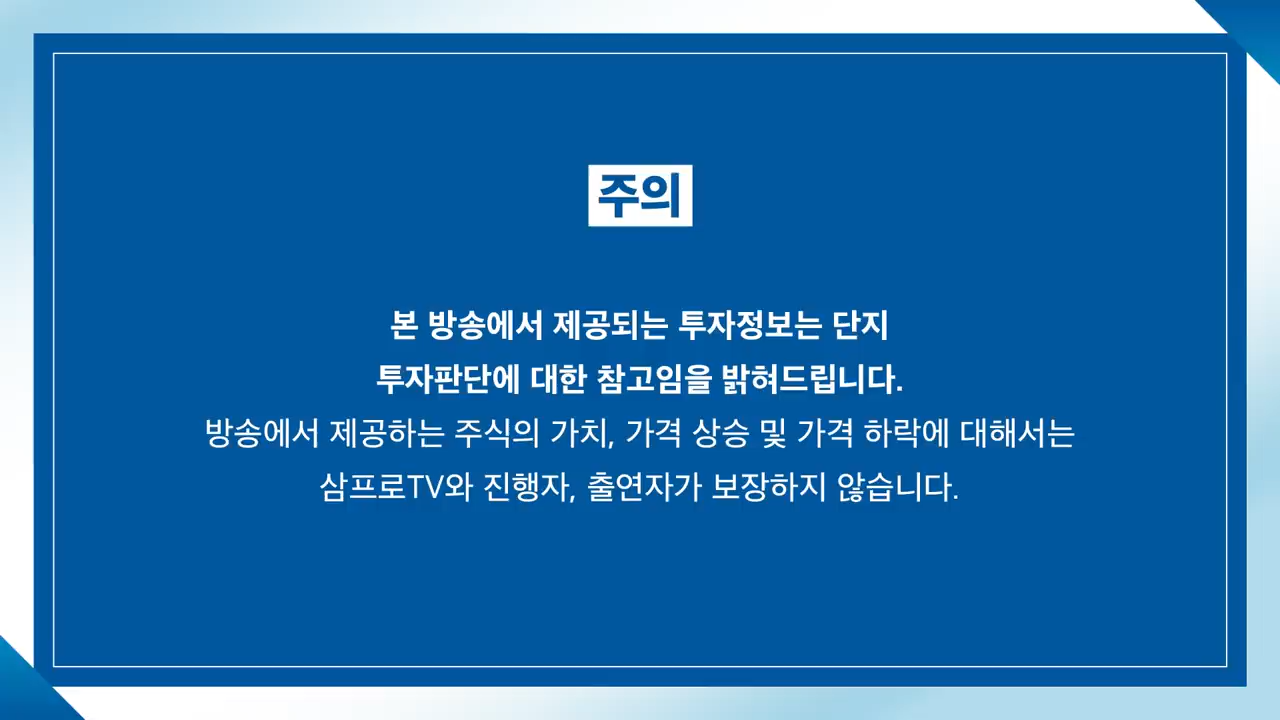 주의
본 방송에서 제공되는 투자정보는 단지
투자판단에 대한 참고임을 밝혀드립니다.
방송에서 제공하는 주식의 가치, 가격 상승 및 가격 하락에 대해서는
삼프로TV와 진행자, 출연자가 보장하지 않습니다.